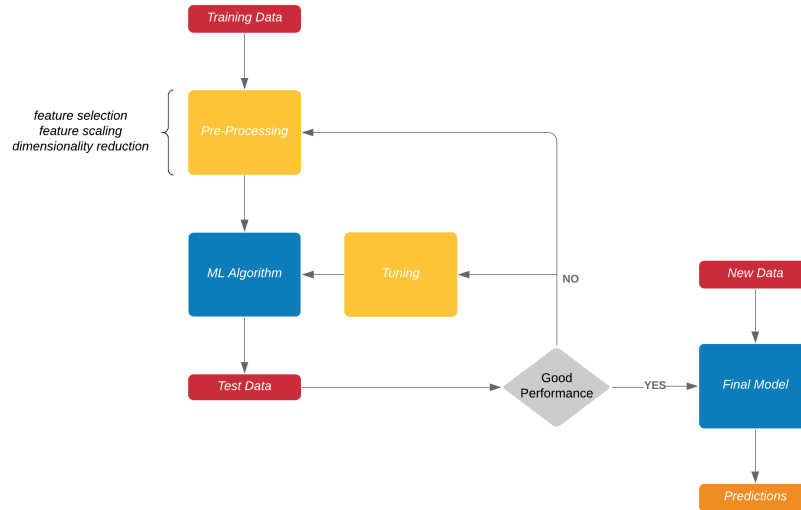 Training Data
feature selection
feature scaling
dimensionality reduction
Pre-Processing
ML Algorithm
Tuning
NO
New Data
Test Data
Good
Performance
YES
Final Model
Predictions